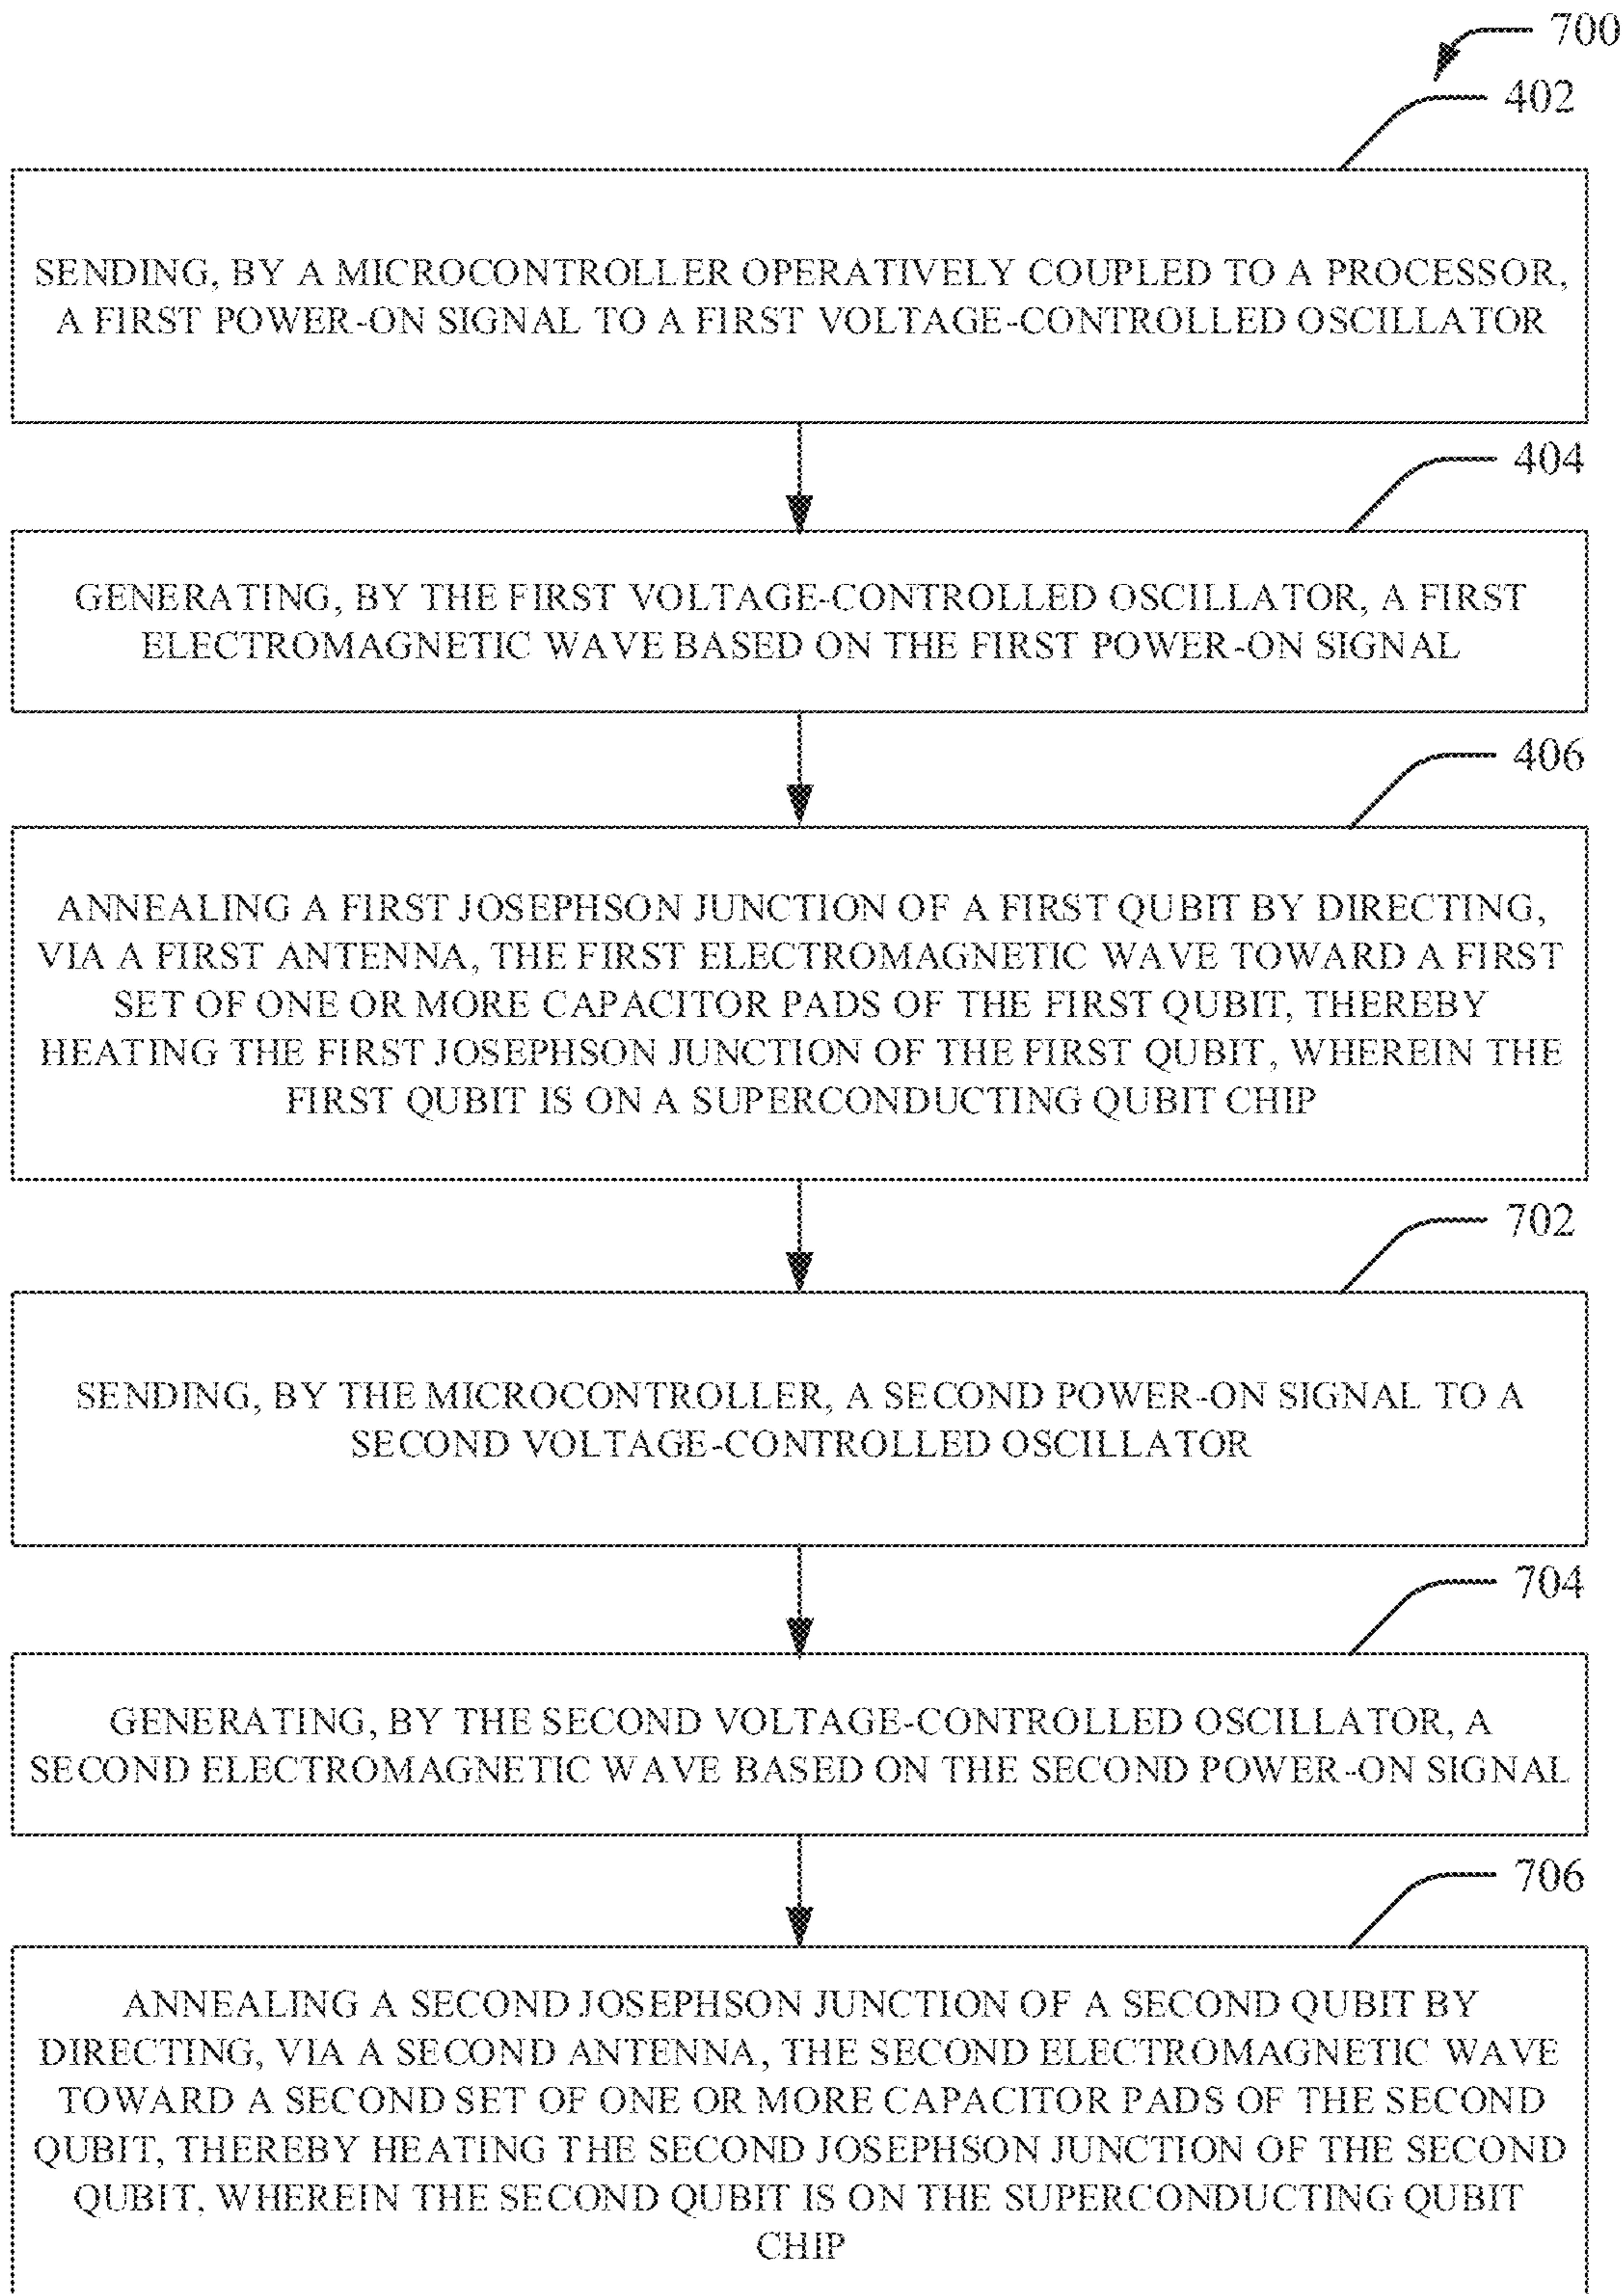 700
402
SENDING, BY A MICROCONTROLLER OPERATIVELY COUPLED TO A PROCESSOR,
A FIRST POWER-ON SIGNAL TO A FIRST VOLTAGE-CONTROLLED OSCILLATOR
404
GENERATING, BY THE FIRST VOLTAGE-CONTROLLED OSCILLATOR, A FIRST
ELECTROMAGNETIC WAVE BASED ON THE FIRST POWER-ON SIGNAL
406
ANNEALING A FIRST JOSEPHSON JUNCTION OF A FIRST QUBIT BY DIRECTING,
VIA A FIRST ANTENNA, THE FIRST ELECTROMAGNETIC WAVE TOWARD A FIRST
SET OF ONE OR MORE CAPACITOR PADS OF THE FIRST QUBIT, THEREBY
HEATING THE FIRST JOSEPHSON JUNCTION OF THE FIRST QUBIT, WHEREIN THE
FIRST QUBIT IS ON A SUPERCONDUCTING QUBIT CHIP
702
SENDING, BY THE MICROCONTROLLER, A SECOND POWER-ON SIGNAL TO A
SECOND VOLTAGE-CONTROLLED OSCILLATOR
704
GENERATING, BY THE SECOND VOLTAGE-CONTROLLED OSCILLATOR, A
SECOND ELECTROMAGNETIC WAVE BASED ON THE SECOND POWER-ON SIGNAL
706
ANNEALING A SECOND JOSEPHSON JUNCTION OF A SECOND QUBIT BY
DIRECTING, VIA A SECOND ANTENNA, THE SECOND ELECTROMAGNETIC WAVE
TOWARD A SECOND SET OF ONE OR MORE CAPACITOR PADS OF THE SECOND
QUBIT, THEREBY HEATING THE SECOND JOSEPHSON JUNCTION OF THE SECOND
QUBIT, WHEREIN THE SECOND QUBIT IS ON THE SUPERCONDUCTING QUBIT
CHIP